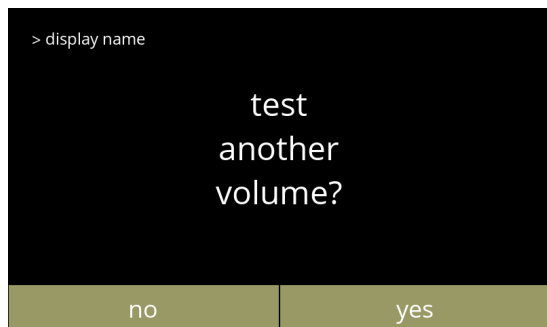 > display name
test
another
volume?
no
yes